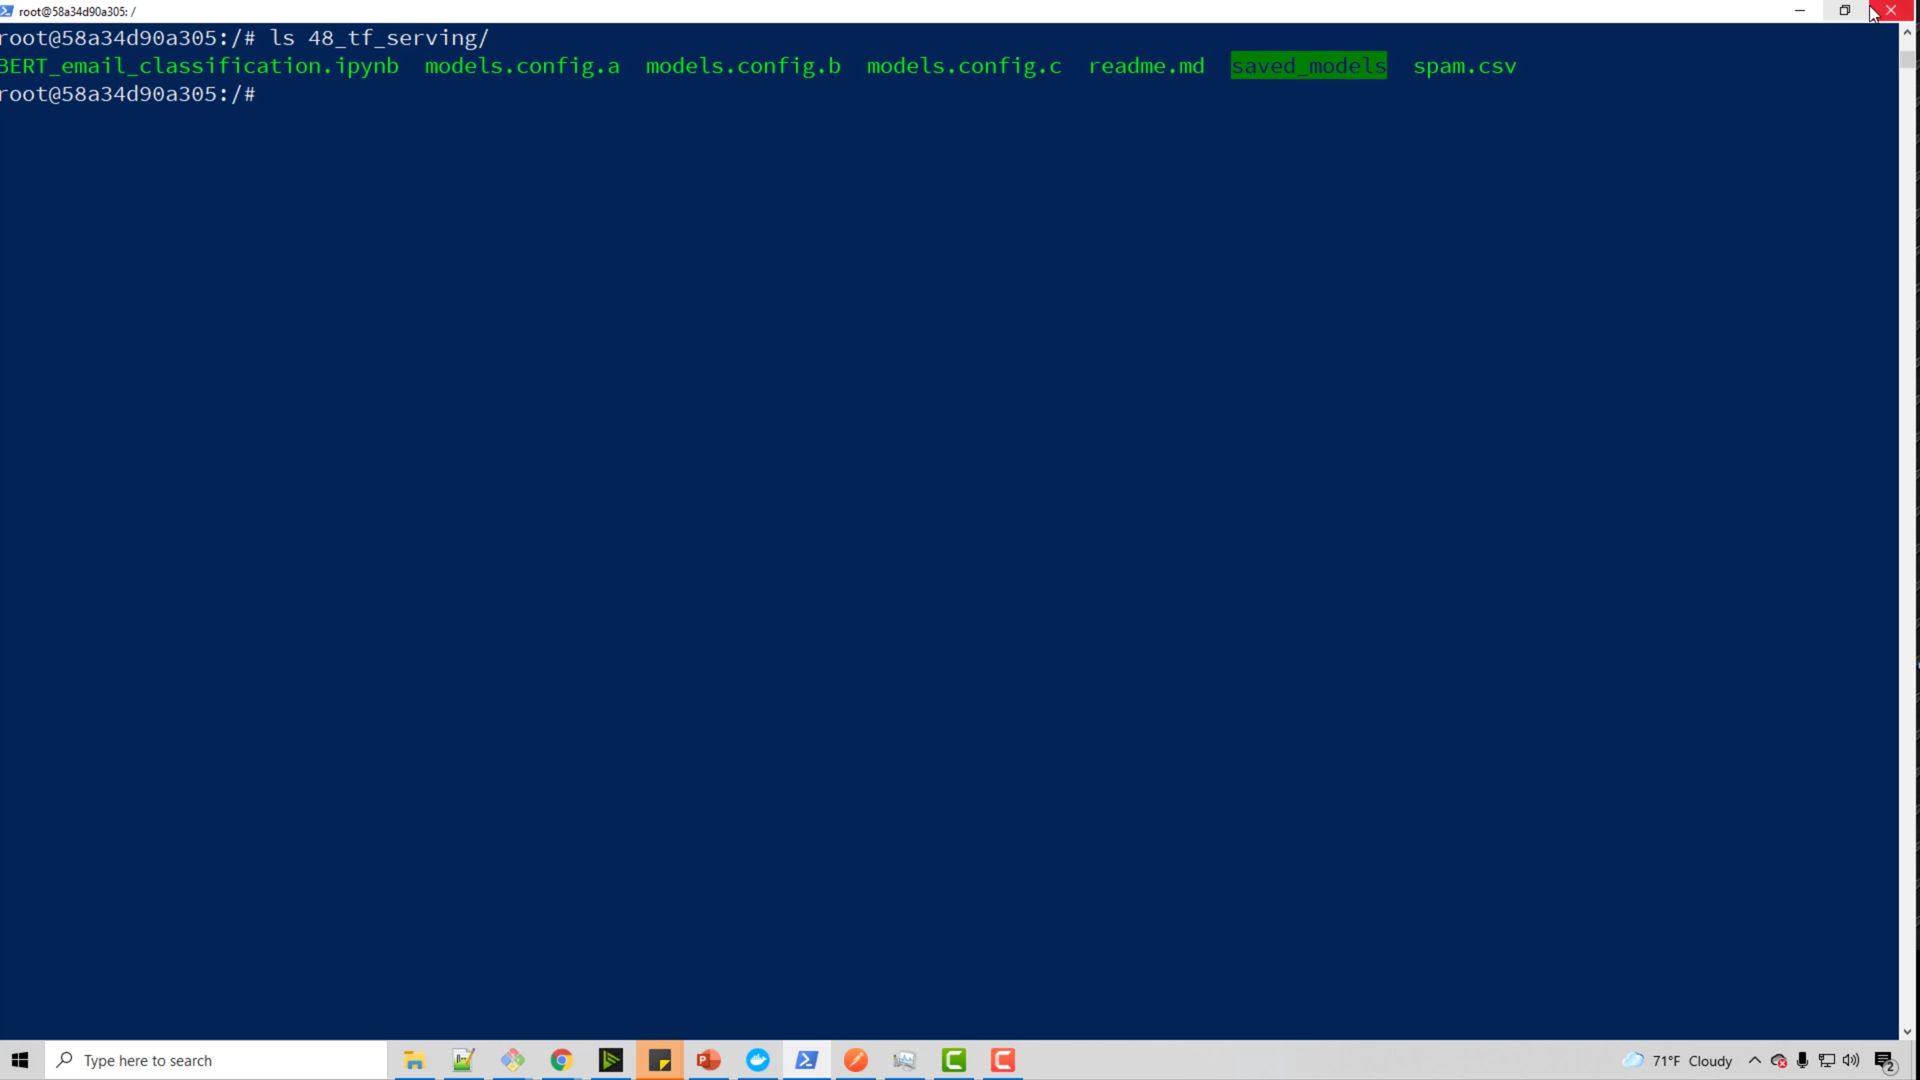 root@58a34d90a305: /
root@58a34d90a305:/# ls 48_tf_serving/
BERT_email_classification.ipynb models.config.a models.config.b models.config.c readme.md saved_models spam.csv
root@58a34d90a305:/#
Type here to search
71°F Cloudy
2